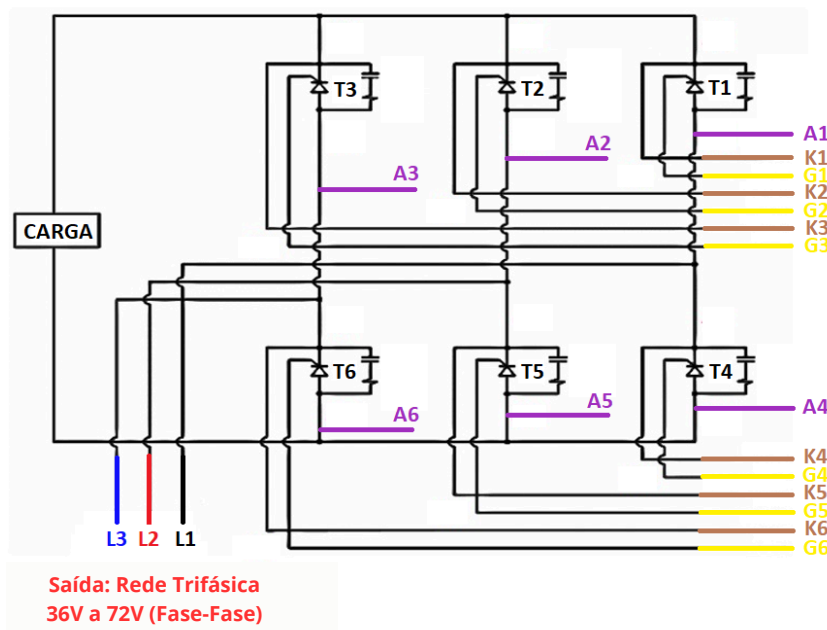 T3
T2
T1
A1
A2
K1
A3
G1
K2
G2
K3
CARGA
G3
T6
T5
T4
A5
A4
A6
K4
G4
K5
G5
L3 L2 L1
K6
G6
Saída: Rede Trifásica
36V a 72V (Fase-Fase)